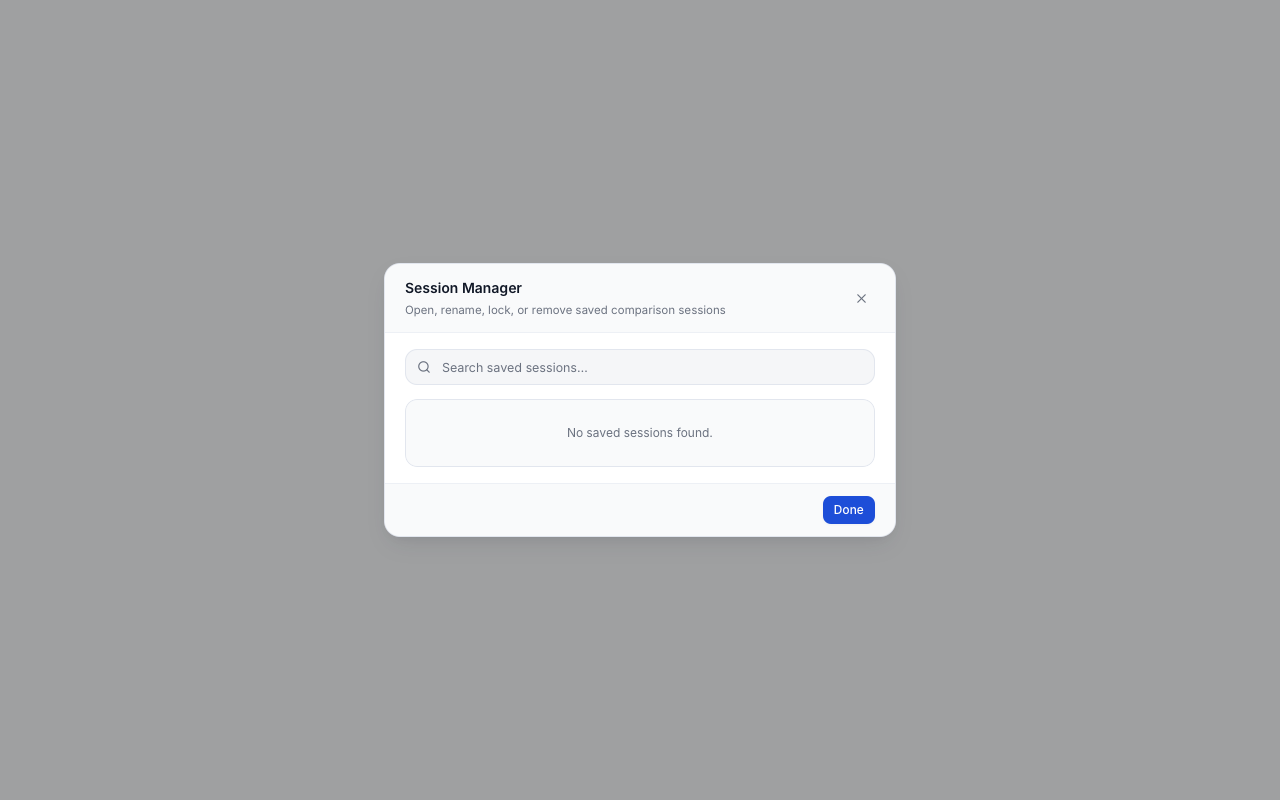 Session Manager
Open, rename, lock, or remove saved comparison sessions
Search saved sessions...
No saved sessions found.
Done